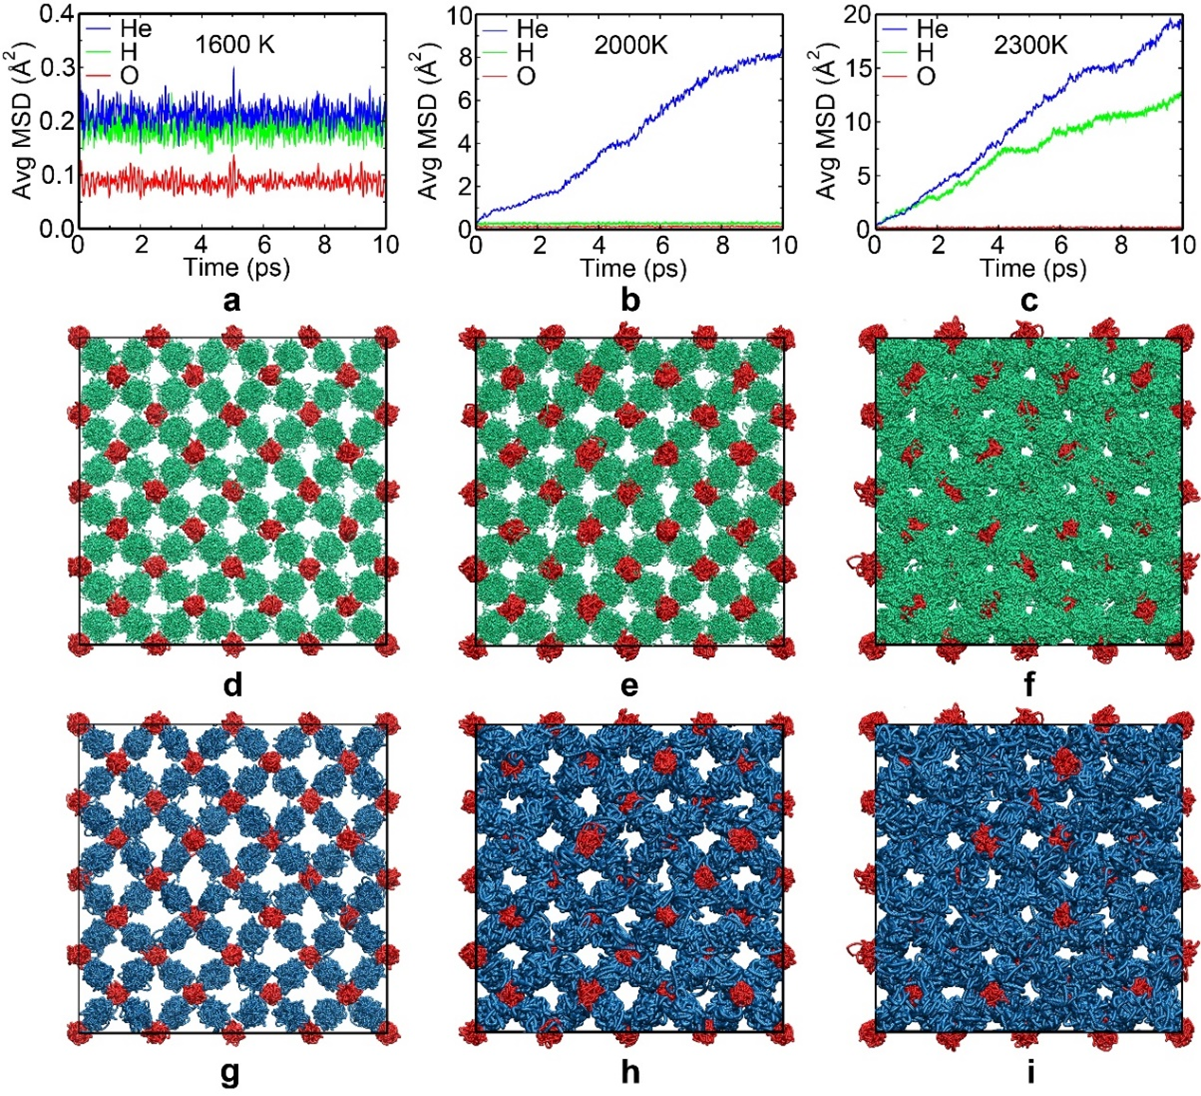 0.4
0.3
0.2
0.1
0.0
Avg MSD (Å²)
He
H
O
1600 K
0 2 4 6 8 10
Time (ps)
a
10
8
6
4
2
0
Avg MSD (Å²)
He
H
O
2000K
0 2 4 6 8 10
Time (ps)
b
20
15
10
5
0
Avg MSD (Å²)
He
H
O
2300K
0 2 4 6 8 10
Time (ps)
c
d
e
f
g
h
i